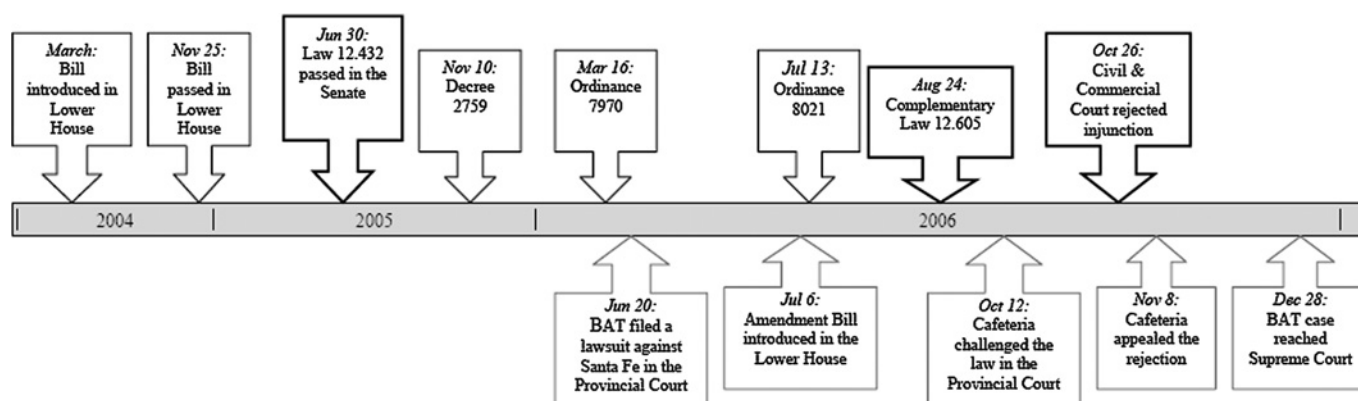 March:
Bill
introduced in
Lower
House
Nov 25:
Bill
passed in
Lower
House
Jun 30:
Law 12.432
passed in the
Senate
Nov 10:
Decree
2759
Mar 16:
Ordinance
7970
Jul 13:
Ordinance
8021
Aug 24:
Complementary
Law 12.605
Oct 26:
Civil &
Commercial
Court rejected
injunction
2004
2005
2006
Jun 20:
BAT filed a
lawsuit against
Santa Fe in the
Provincial Court
Jul 6:
Amendment Bill
introduced in the
Lower House
Oct 12:
Cafeteria
challenged the
law in the
Provincial Court
Nov 8:
Cafeteria
appealed the
rejection
Dec 28:
BAT case
reached
Supreme Court